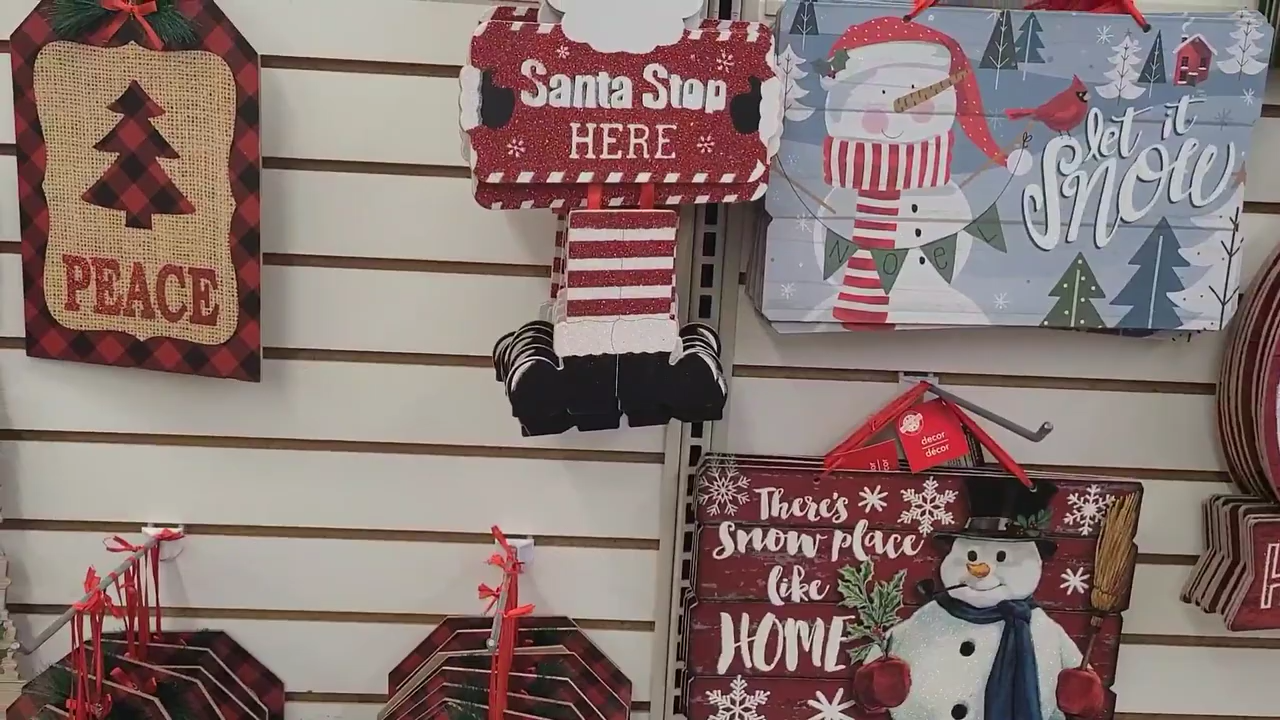 PEACE
Santa Stop
HERE
let it
Snow
Noel
decor
décor
There's
Snow place
like
HOME